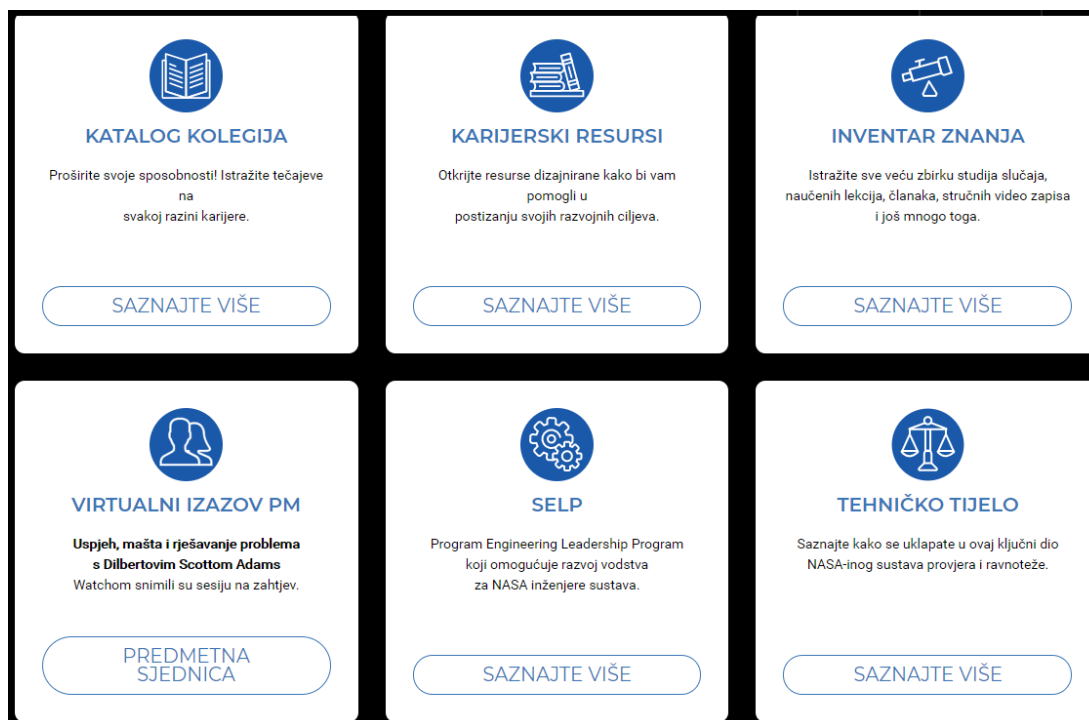 KATALOG KOLEGIJA
Proširite svoje sposobnosti! Istražite tečajeve
na
svakoj razini karijere.
SAZNAJTE VIŠE
KARIJERSKI RESURSI
Otkrijte resurse dizajnirane kako bi vam
pomogli u
postizanju svojih razvojnih ciljeva.
SAZNAJTE VIŠE
INVENTAR ZNANJA
Istražite sve veću zbirku studija slučaja,
naučenih lekcija, članaka, stručnih video zapisa
i još mnogo toga.
SAZNAJTE VIŠE
VIRTUALNI IZAZOV PM
Uspjeh, mašta i rješavanje problema
s Dilbertovim Scottom Adams
Watchom snimili su sesiju na zahtjev.
PREDMETNA
SJEDNICA
SELP
Program Engineering Leadership Program
koji omogućuje razvoj vodstva
za NASA inženjere sustava.
SAZNAJTE VIŠE
TEHNIČKO TIJELO
Saznajte kako se uklapate u ovaj ključni dio
NASA-inog sustava provjera i ravnoteže.
SAZNAJTE VIŠE